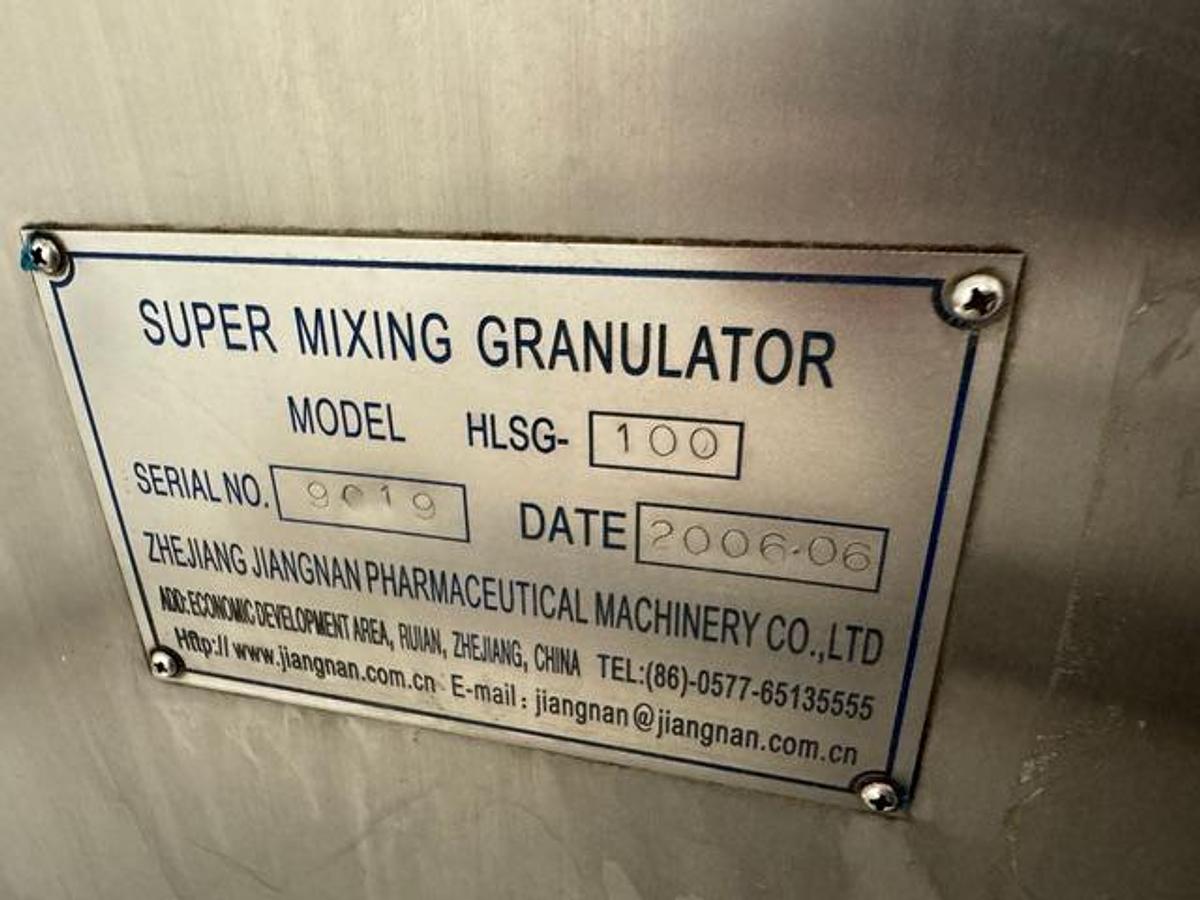 SUPER MIXING GRANULATOR
MODEL HLSG- 100
SERIAL NO. 9019 DATE 2006.06
ZHEJIANG JIANGNAN PHARMACEUTICAL MACHINERY CO.,LTD
ADD: ECONOMIC DEVELOPMENT AREA, RUIAN, ZHEJIANG, CHINA TEL:(86)-0577-65135555
Http:// www.jiangnan.com.cn E-mail: jiangnan@jiangnan.com.cn